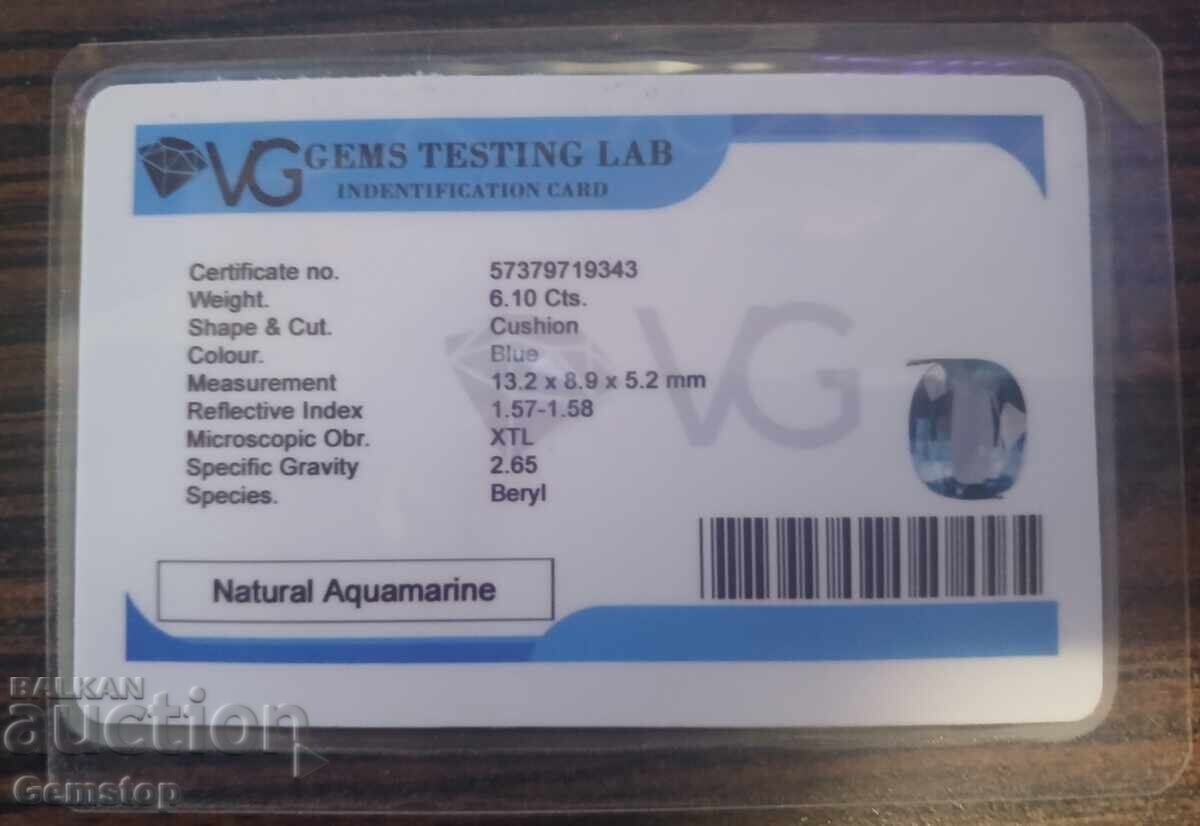 VG GEMS TESTING LAB
INDENTIFICATION CARD
Certificate no. 57379719343
Weight. 6.10 Cts.
Shape & Cut. Cushion
Colour. Blue
Measurement 13.2 x 8.9 x 5.2 mm
Reflective Index 1.57-1.58
Microscopic Obr. XTL
Specific Gravity 2.65
Species. Beryl
VG
Natural Aquamarine
BALKAN
auction
Gemstop